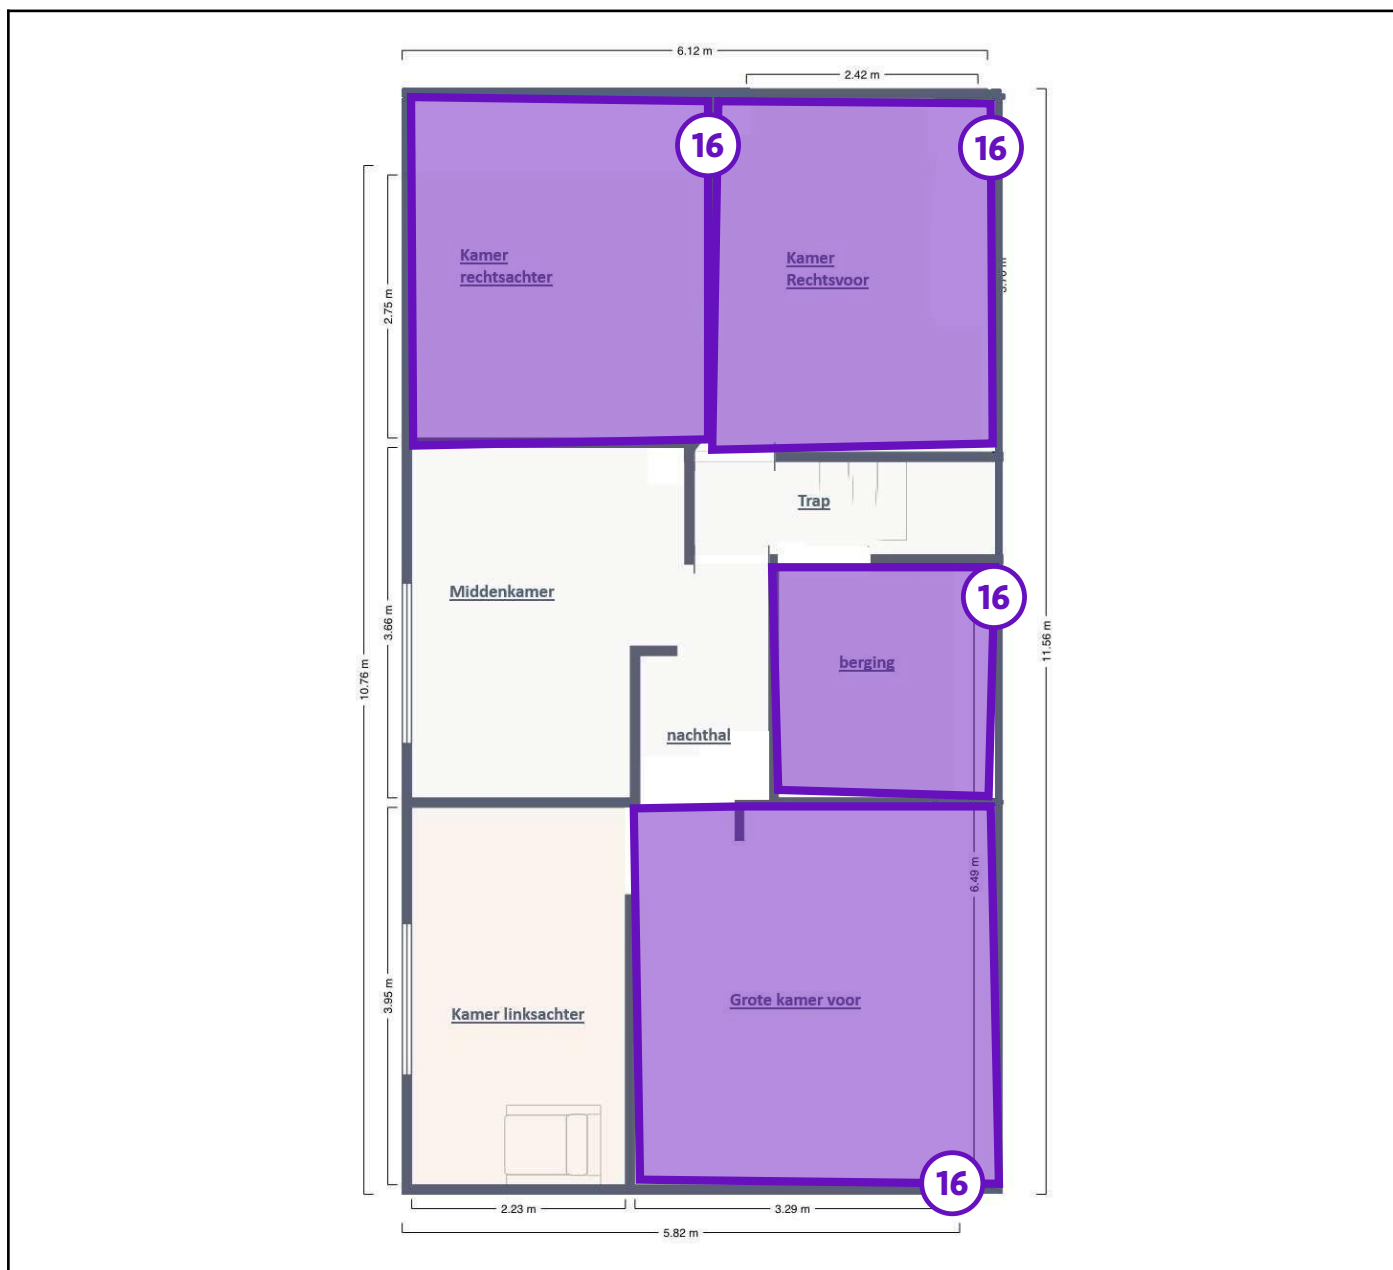 6.12 m
2.42 m
16
16
Kamer
rechtsachter
Kamer
Rechtsvoor
2.75 m
Trap
Middenkamer
16
3.66 m
11.56 m
berging
10.76 m
nachthal
6.49 m
3.95 m
Grote kamer voor
Kamer linksachter
16
2.23 m
3.29 m
5.82 m